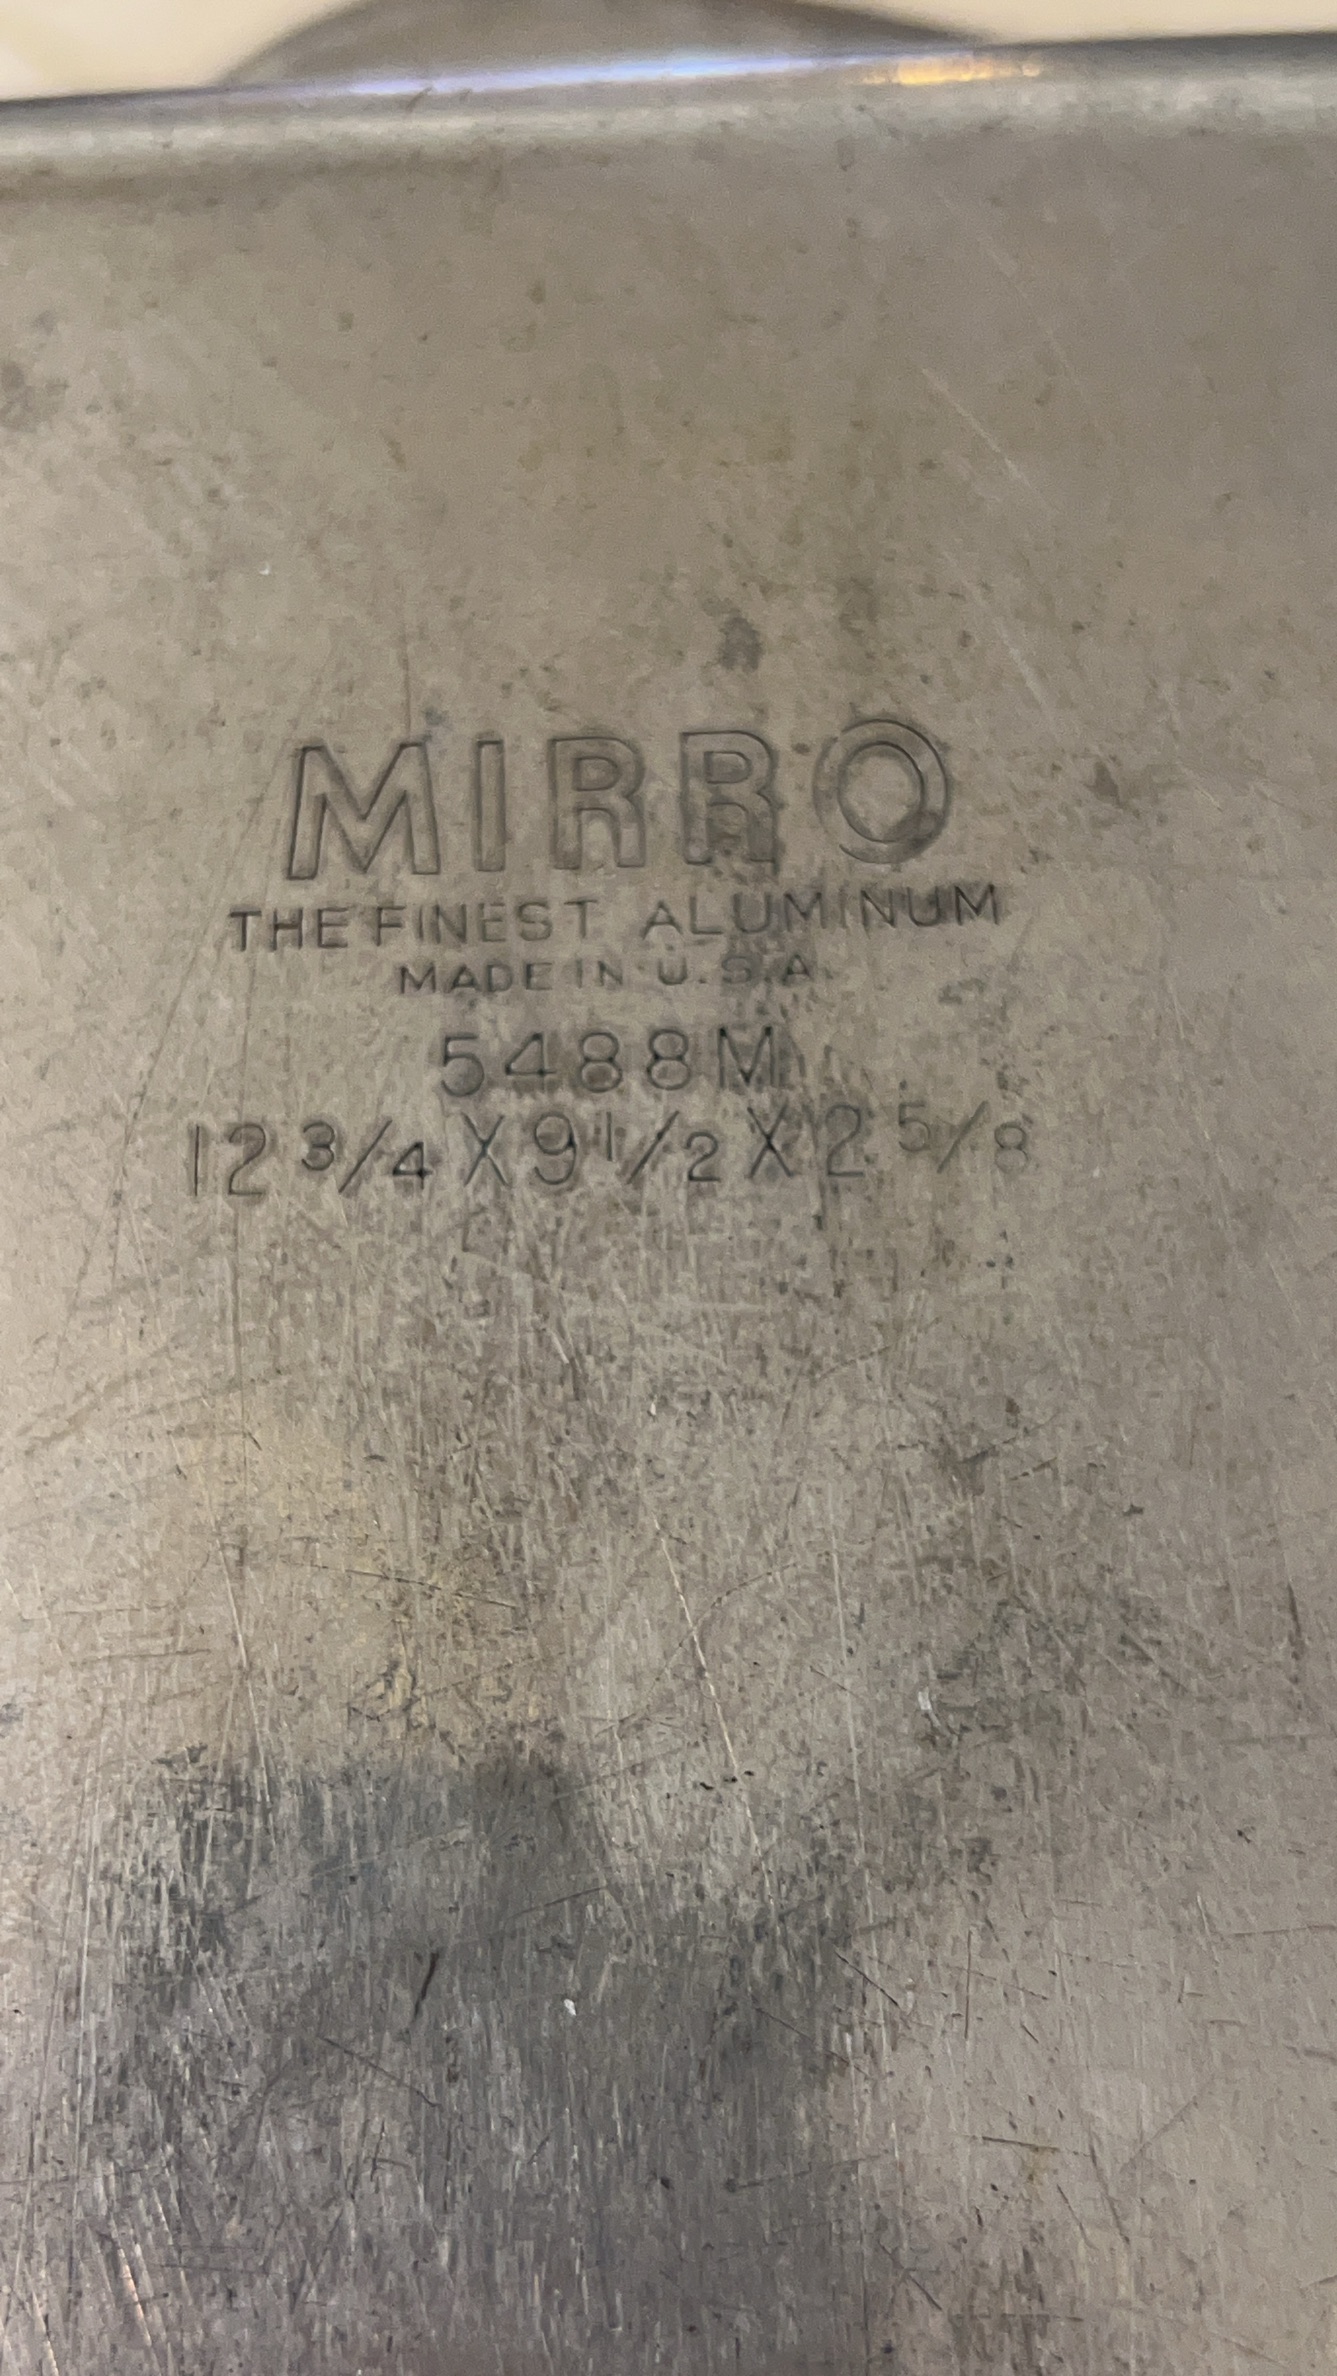 MIRRO
THE FINEST ALUMINUM
MADE IN U.S.A.
5488M
12 3/4 X 9 1/2 X 2 5/8